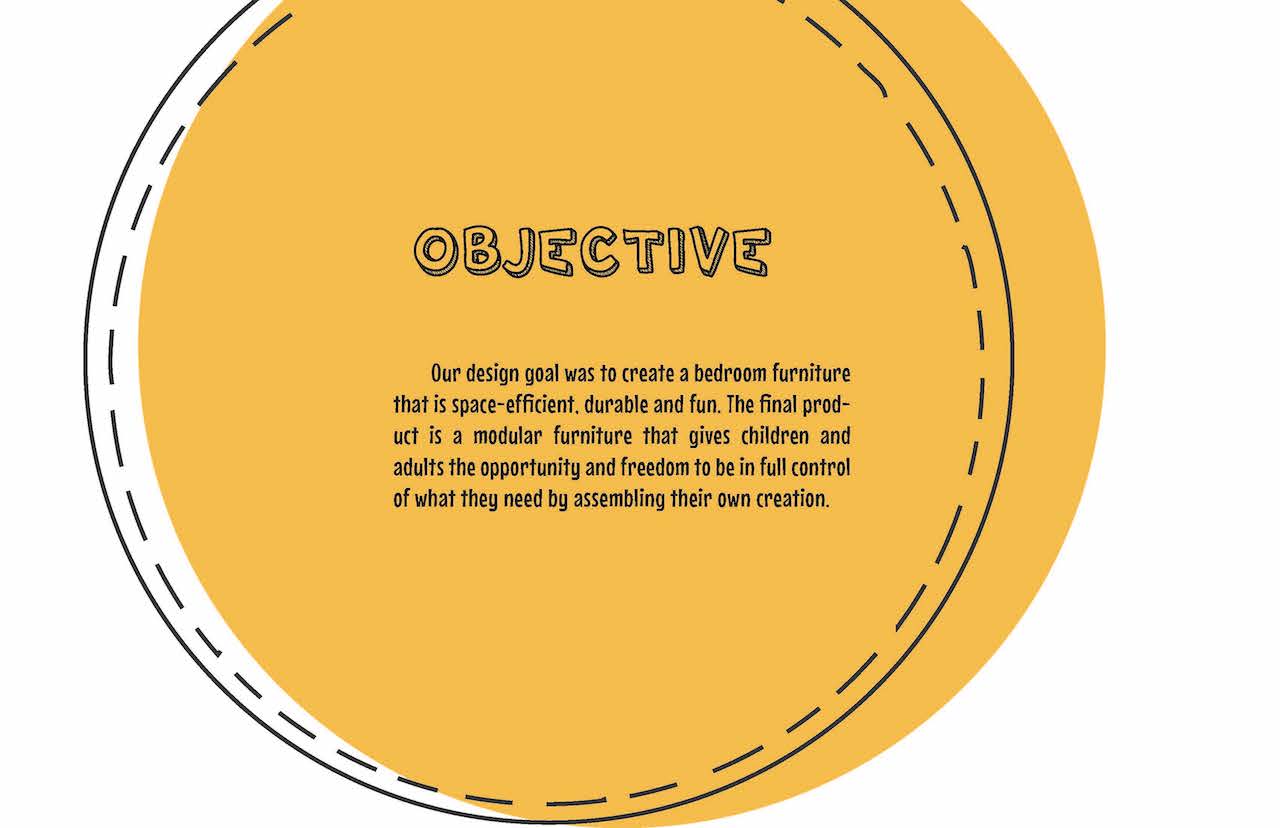 OBJECTIVE
Our design goal was to create a bedroom furniture
that is space-efficient, durable and fun. The final prod-
uct is a modular furniture that gives children and
adults the opportunity and freedom to be in full control
of what they need by assembling their own creation.